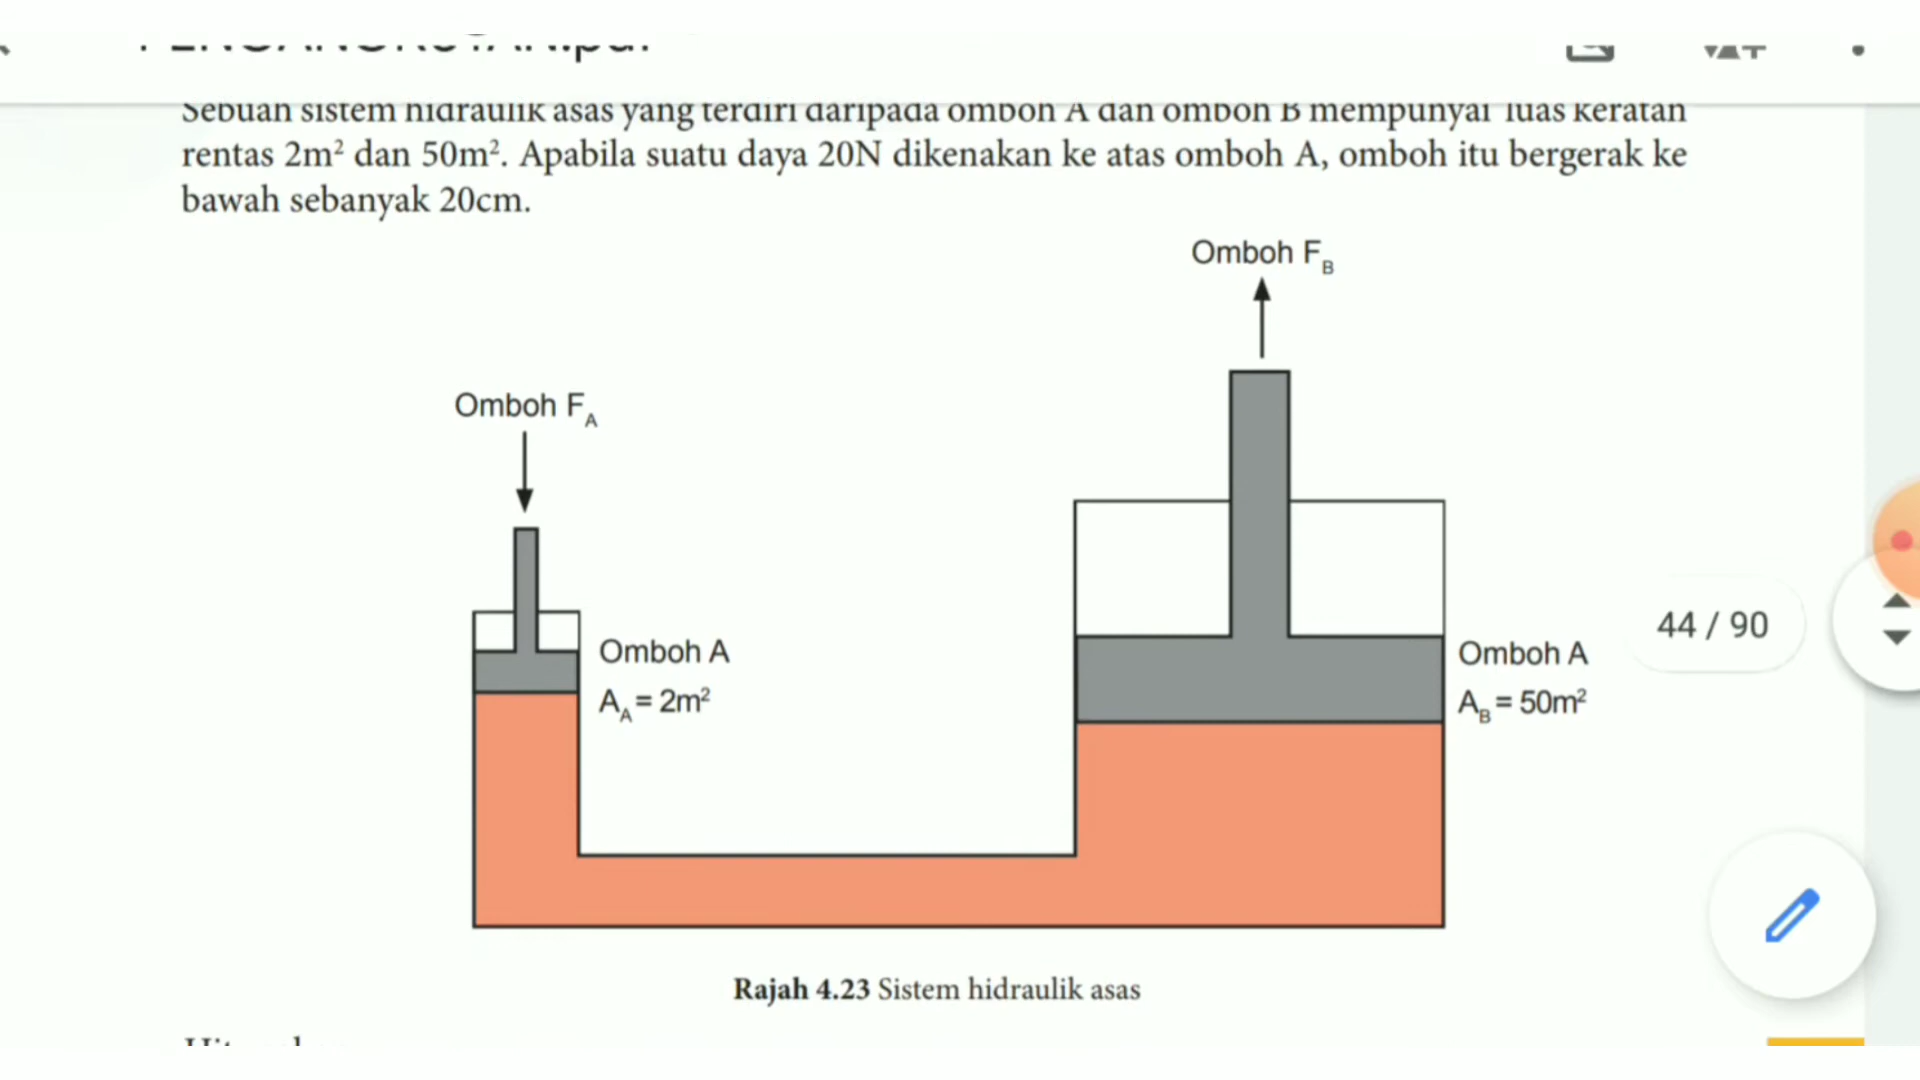 Sebuah sistem hidraulik asas yang terdiri daripada omboh A dan omboh B mempunyai luas keratan
rentas 2m² dan 50m². Apabila suatu daya 20N dikenakan ke atas omboh A, omboh itu bergerak ke
bawah sebanyak 20cm.
Omboh F_B
Omboh F_A
Omboh A
A_A = 2m²
Omboh A
A_B = 50m²
44 / 90
Rajah 4.23 Sistem hidraulik asas